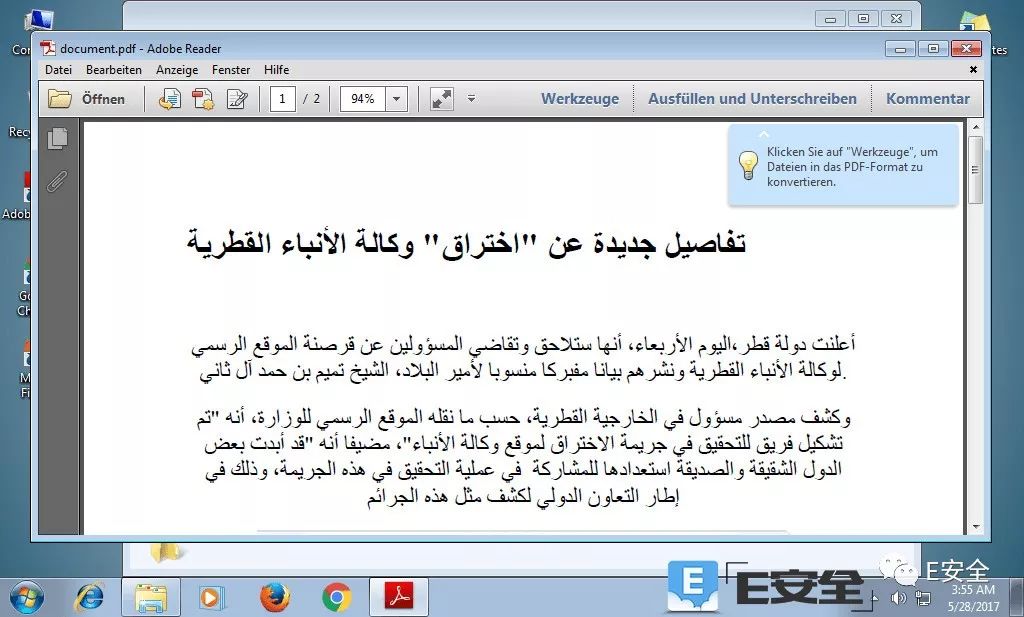 Con
tes
document.pdf - Adobe Reader
Datei Bearbeiten Anzeige Fenster Hilfe
Öffnen 1 / 2 94% Werkzeuge Ausfüllen und Unterschreiben Kommentar
Klicken Sie auf "Werkzeuge", um
Dateien in das PDF-Format zu
konvertieren.
Recy
Adob
Go
Ch
M
Fi
تفاصيل جديدة عن "اختراق" وكالة الأنباء القطرية
أعلنت دولة قطر،اليوم الأربعاء، أنها ستلاحق وتقاضي المسؤولين عن قرصنة الموقع الرسمي
لوكالة الأنباء القطرية ونشرهم بيانا مفبركا منسوبا لأمير البلاد، الشيخ تميم بن حمد آل ثاني.
وكشف مصدر مسؤول في الخارجية القطرية، حسب ما نقله الموقع الرسمي للوزارة، أنه "تم
تشكيل فريق للتحقيق في جريمة الاختراق لموقع وكالة الأنباء"، مضيفا أنه "قد أبدت بعض
الدول الشقيقة والصديقة استعدادها للمشاركة في عملية التحقيق في هذه الجريمة، وذلك في
إطار التعاون الدولي لكشف مثل هذه الجرائم
E E安全
E安全
3:55 AM
5/28/2017